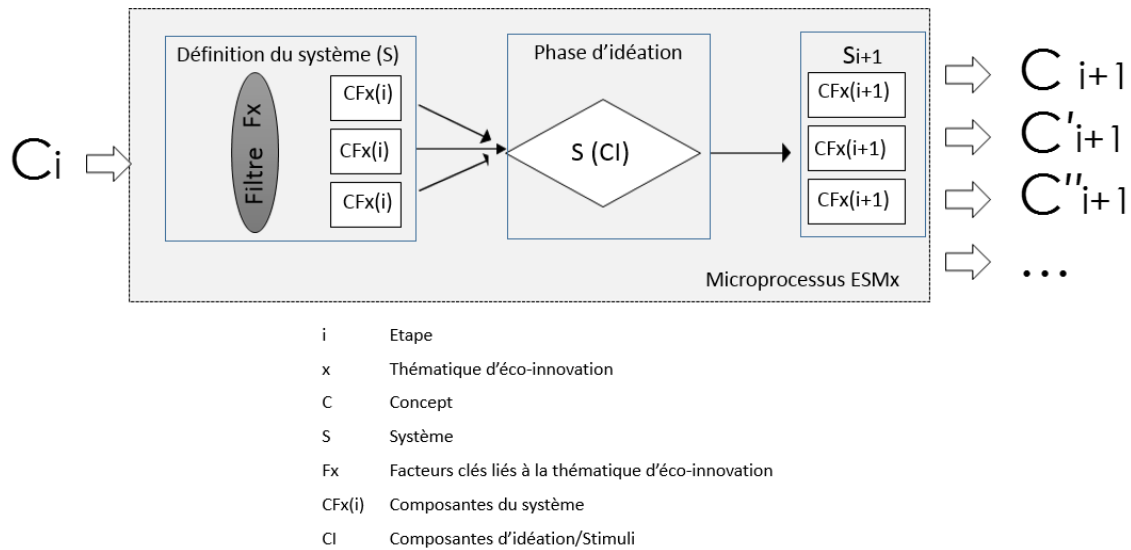 Ci
Définition du système (S)
Filtre Fx
CFx(i)
CFx(i)
CFx(i)
Phase d'idéation
S (CI)
Si+1
CFx(i+1)
CFx(i+1)
CFx(i+1)
C i+1
C'i+1
C''i+1
...
Microprocessus ESMx
i Etape
x Thématique d'éco-innovation
C Concept
S Système
Fx Facteurs clés liés à la thématique d'éco-innovation
CFx(i) Composantes du système
CI Composantes d'idéation/Stimuli